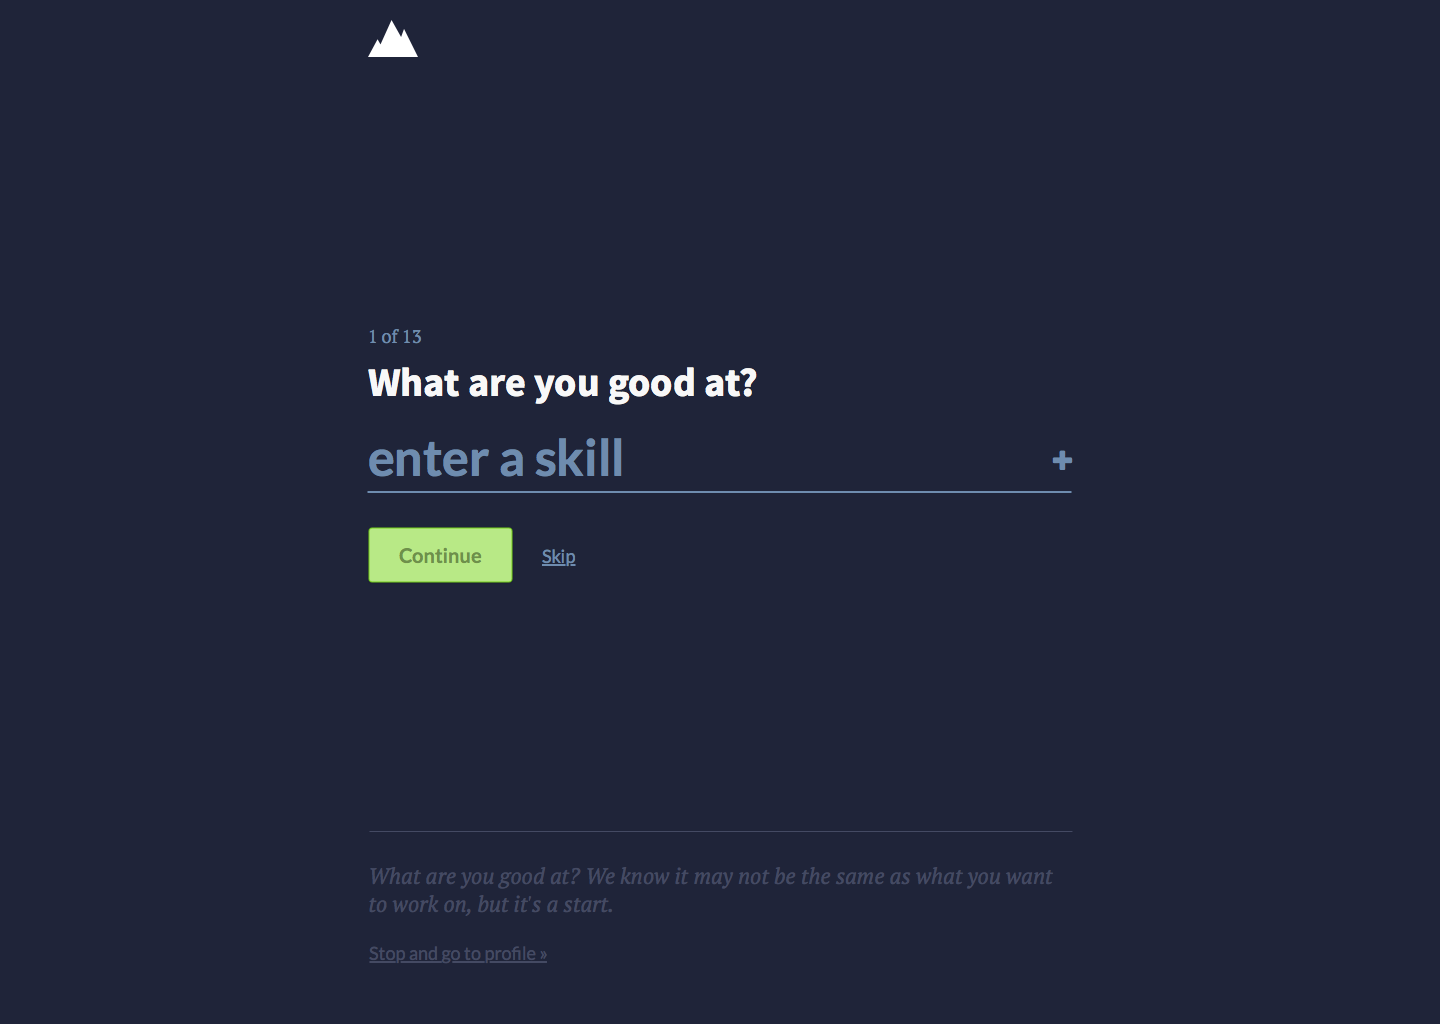 1 of 13
What are you good at?
enter a skill
Continue
Skip
What are you good at? We know it may not be the same as what you want
to work on, but it's a start.
Stop and go to profile »